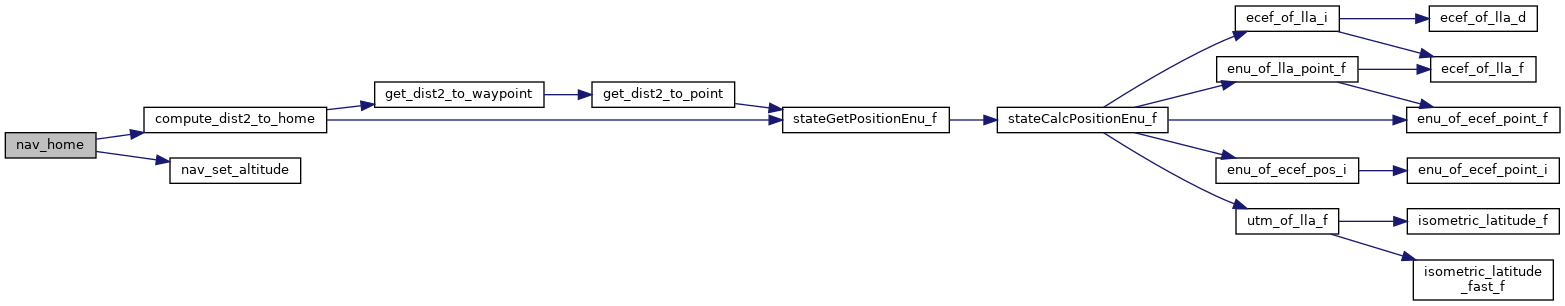 nav_home
compute_dist2_to_home
nav_set_altitude
get_dist2_to_waypoint
get_dist2_to_point
stateGetPositionEnu_f
stateCalcPositionEnu_f
ecef_of_lla_i
enu_of_lla_point_f
enu_of_ecef_pos_i
utm_of_lla_f
ecef_of_lla_d
ecef_of_lla_f
enu_of_ecef_point_f
enu_of_ecef_point_i
isometric_latitude_f
isometric_latitude
_fast_f